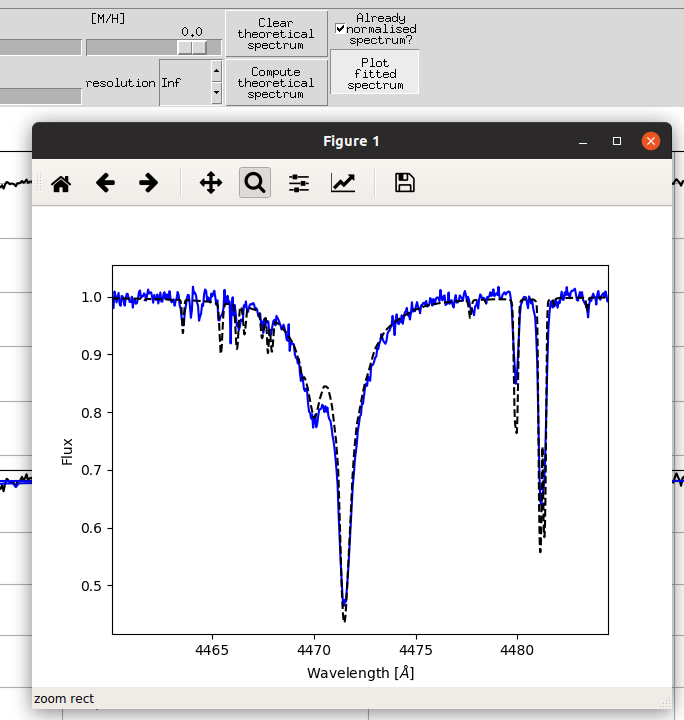 [M/H]
0.0
Clear
theoretical
spectrum
Already
normalised
spectrum?
resolution
Inf
Compute
theoretical
spectrum
Plot
fitted
spectrum
Figure 1
1.0
0.9
0.8
0.7
0.6
0.5
Flux
4465
4470
4475
4480
Wavelength [Å]
zoom rect